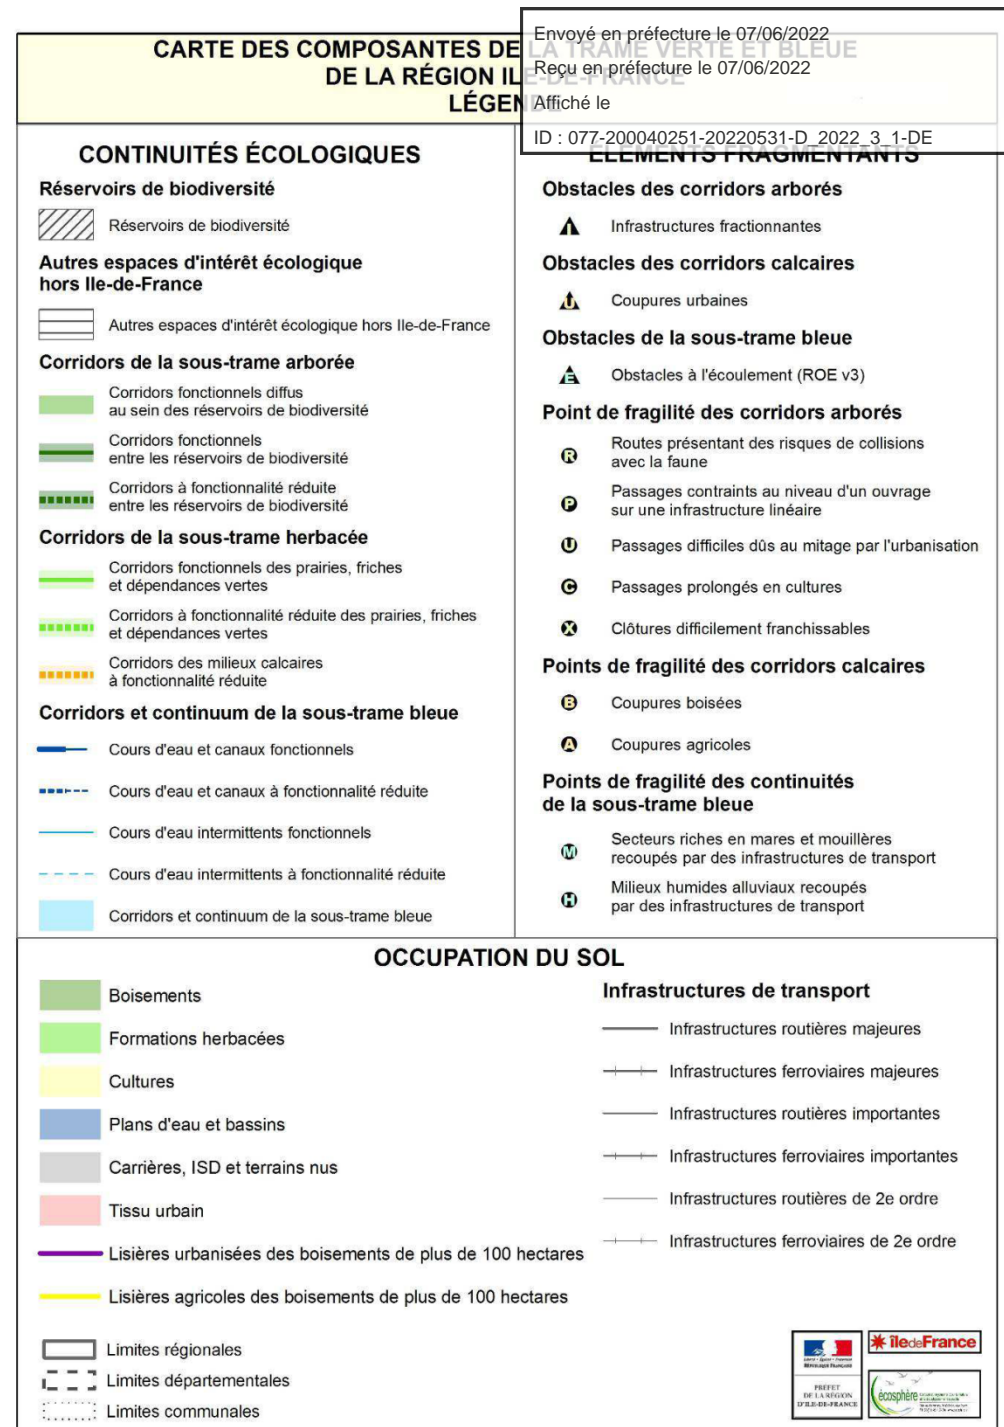 Envoyé en préfecture le 07/06/2022
Reçu en préfecture le 07/06/2022
Affiché le
ID : 077-200040251-20220531-D_2022_3_1-DE
CARTE DES COMPOSANTES DE LA TRAME VERTE ET BLEUE
DE LA RÉGION ILE-DE-FRANCE
LÉGENDE
CONTINUITÉS ÉCOLOGIQUES
Réservoirs de biodiversité
Réservoirs de biodiversité
Autres espaces d'intérêt écologique
hors Ile-de-France
Autres espaces d'intérêt écologique hors Ile-de-France
Corridors de la sous-trame arborée
Corridors fonctionnels diffus
au sein des réservoirs de biodiversité
Corridors fonctionnels
entre les réservoirs de biodiversité
Corridors à fonctionnalité réduite
entre les réservoirs de biodiversité
Corridors de la sous-trame herbacée
Corridors fonctionnels des prairies, friches
et dépendances vertes
Corridors à fonctionnalité réduite des prairies, friches
et dépendances vertes
Corridors des milieux calcaires
à fonctionnalité réduite
Corridors et continuum de la sous-trame bleue
Cours d'eau et canaux fonctionnels
Cours d'eau et canaux à fonctionnalité réduite
Cours d'eau intermittents fonctionnels
Cours d'eau intermittents à fonctionnalité réduite
Corridors et continuum de la sous-trame bleue
ÉLÉMENTS FRAGMENTANTS
Obstacles des corridors arborés
I Infrastructures fractionnantes
Obstacles des corridors calcaires
U Coupures urbaines
Obstacles de la sous-trame bleue
E Obstacles à l'écoulement (ROE v3)
Point de fragilité des corridors arborés
R Routes présentant des risques de collisions
avec la faune
P Passages contraints au niveau d'un ouvrage
sur une infrastructure linéaire
U Passages difficiles dûs au mitage par l'urbanisation
C Passages prolongés en cultures
X Clôtures difficilement franchissables
Points de fragilité des corridors calcaires
B Coupures boisées
A Coupures agricoles
Points de fragilité des continuités
de la sous-trame bleue
M Secteurs riches en mares et mouillères
recoupés par des infrastructures de transport
H Milieux humides alluviaux recoupés
par des infrastructures de transport
OCCUPATION DU SOL
Boisements
Formations herbacées
Cultures
Plans d'eau et bassins
Carrières, ISD et terrains nus
Tissu urbain
Lisières urbanisées des boisements de plus de 100 hectares
Lisières agricoles des boisements de plus de 100 hectares
Limites régionales
Limites départementales
Limites communales
Infrastructures de transport
Infrastructures routières majeures
Infrastructures ferroviaires majeures
Infrastructures routières importantes
Infrastructures ferroviaires importantes
Infrastructures routières de 2e ordre
Infrastructures ferroviaires de 2e ordre
Liberté • Égalité • Fraternité
RÉPUBLIQUE FRANÇAISE
PRÉFET
DE LA RÉGION
D'ILE-DE-FRANCE
îledeFrance
écosphère